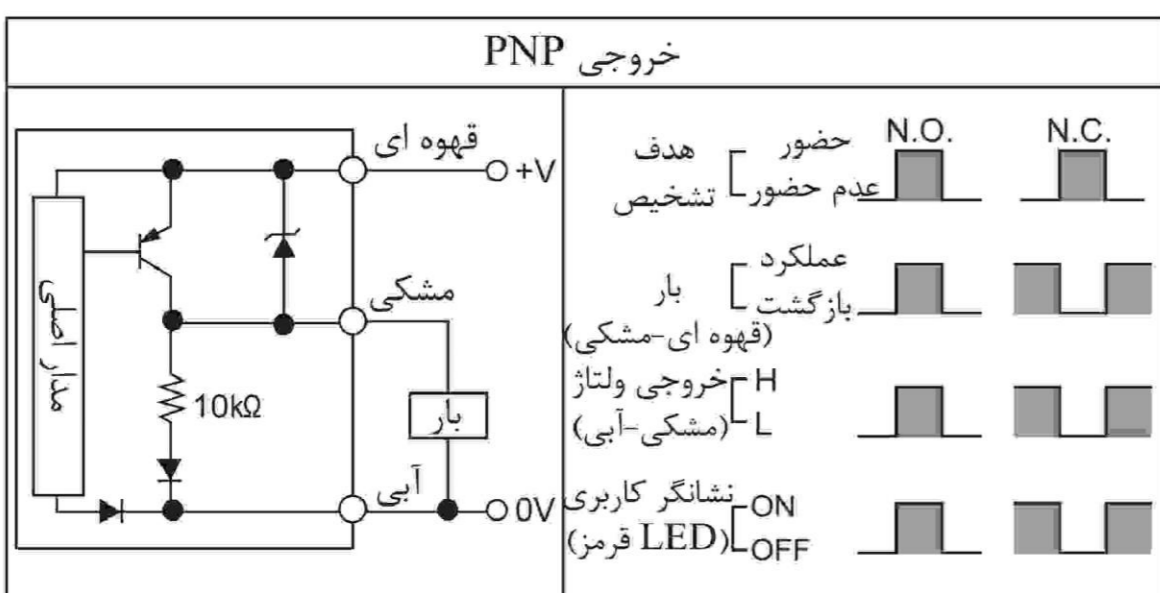 خروجی PNP
قهوه ای
+V
مشکی
مدار اصلی
10kΩ
بار
آبی
0V
N.O.
N.C.
هدف تشخیص
حضور
عدم حضور
بار
(قهوه ای-مشکی)
عملکرد
بازگشت
خروجی ولتاژ
(مشکی-آبی)
H
L
نشانگر کاربری
(LED قرمز)
ON
OFF